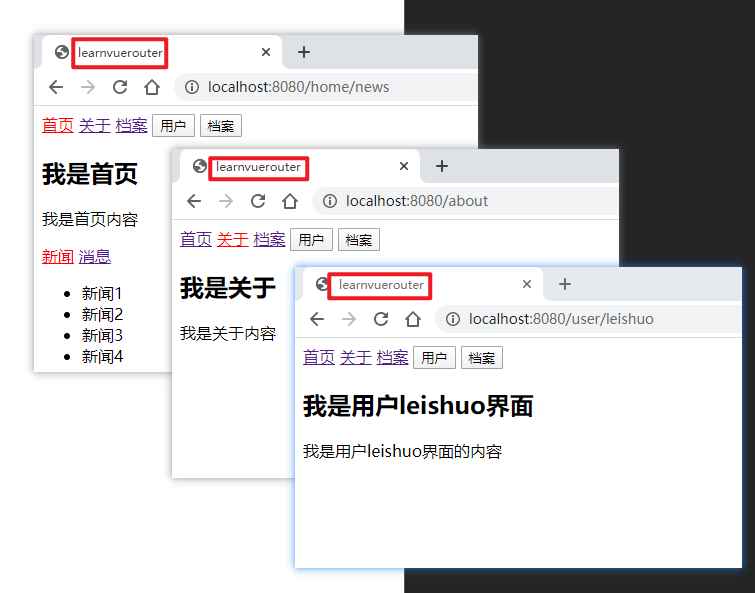 learnvuerouter
localhost:8080/home/news
首页 关于 档案 用户 档案
我是首页
我是首页内容
新闻 消息
新闻1
新闻2
新闻3
新闻4
learnvuerouter
localhost:8080/about
首页 关于 档案 用户 档案
我是关于
我是关于内容
learnvuerouter
localhost:8080/user/leishuo
首页 关于 档案 用户 档案
我是用户leishuo界面
我是用户leishuo界面的内容